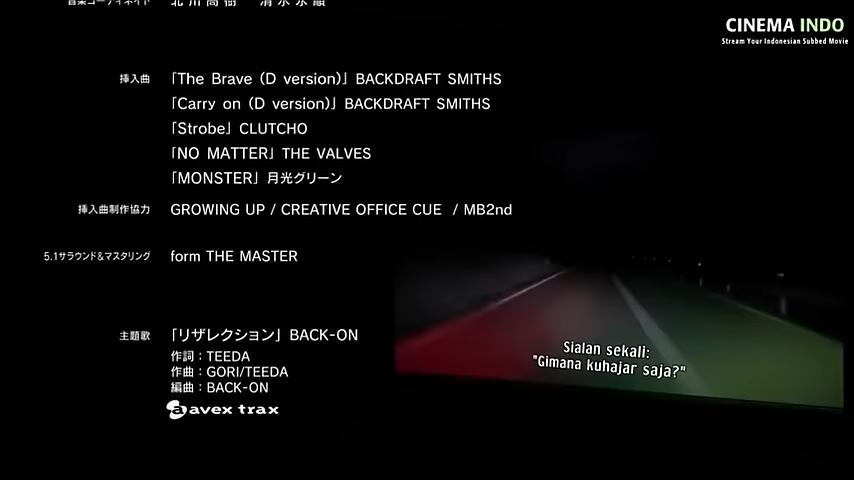 CINEMA INDO
Stream Your Indonesian Subbed Movie
挿入曲 「The Brave (D version)」 BACKDRAFT SMITHS
「Carry on (D version)」 BACKDRAFT SMITHS
「Strobe」 CLUTCHO
「NO MATTER」 THE VALVES
「MONSTER」 月光グリーン
挿入曲制作協力 GROWING UP / CREATIVE OFFICE CUE / MB2nd
5.1サラウンド&マスタリング form THE MASTER
主題歌 「リザレクション」 BACK-ON
作詞：TEEDA
作曲：GORI/TEEDA
編曲：BACK-ON
avex trax
Sialan sekali:
"Gimana kuhajar saja?"